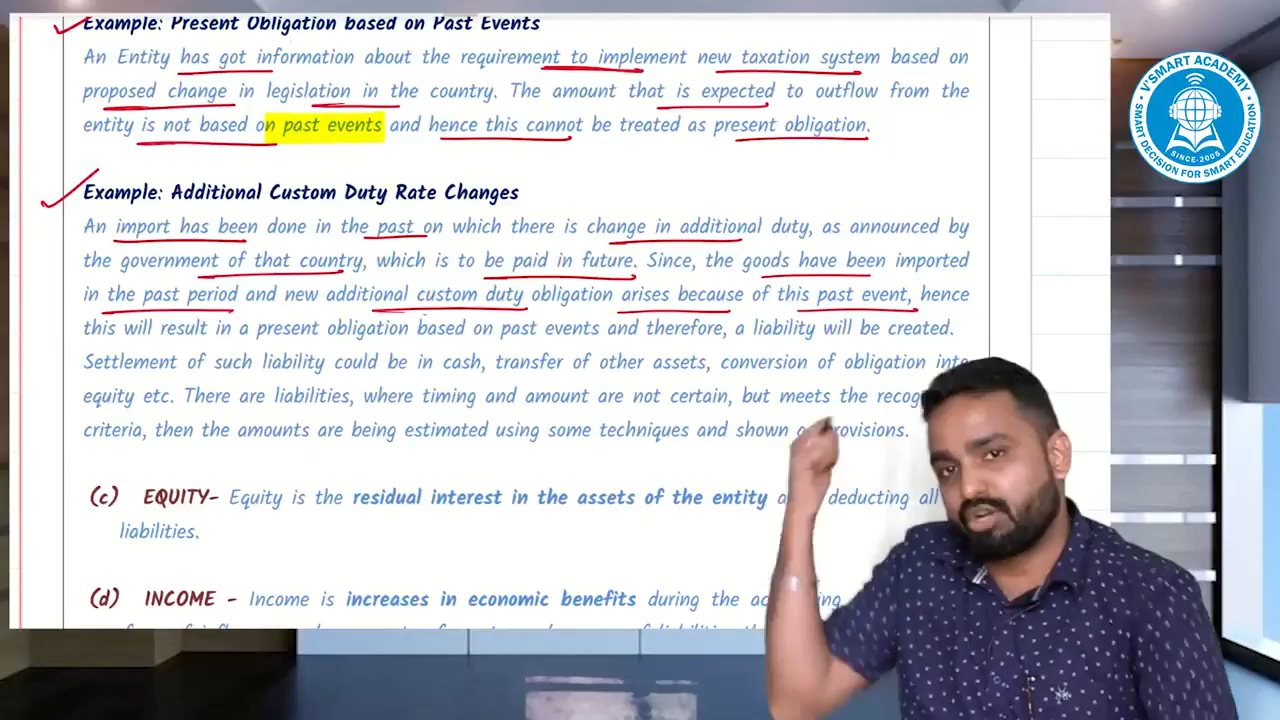 Example: Present Obligation based on Past Events
An Entity has got information about the requirement to implement new taxation system based on
proposed change in legislation in the country. The amount that is expected to outflow from the
entity is not based on past events and hence this cannot be treated as present obligation.
Example: Additional Custom Duty Rate Changes
An import has been done in the past on which there is change in additional duty, as announced by
the government of that country, which is to be paid in future. Since, the goods have been imported
in the past period and new additional custom duty obligation arises because of this past event, hence
this will result in a present obligation based on past events and therefore, a liability will be created.
Settlement of such liability could be in cash, transfer of other assets, conversion of obligation into
equity etc. There are liabilities, where timing and amount are not certain, but meets the
criteria, then the amounts are being estimated using some techniques and shown
(c) EQUITY- Equity is the residual interest in the assets of the entity deducting all
liabilities.
(d) INCOME - Income is increases in economic benefits during the
V'SMART ACADEMY
SINCE-2005
SMART DECISION FOR SMART EDUCATION